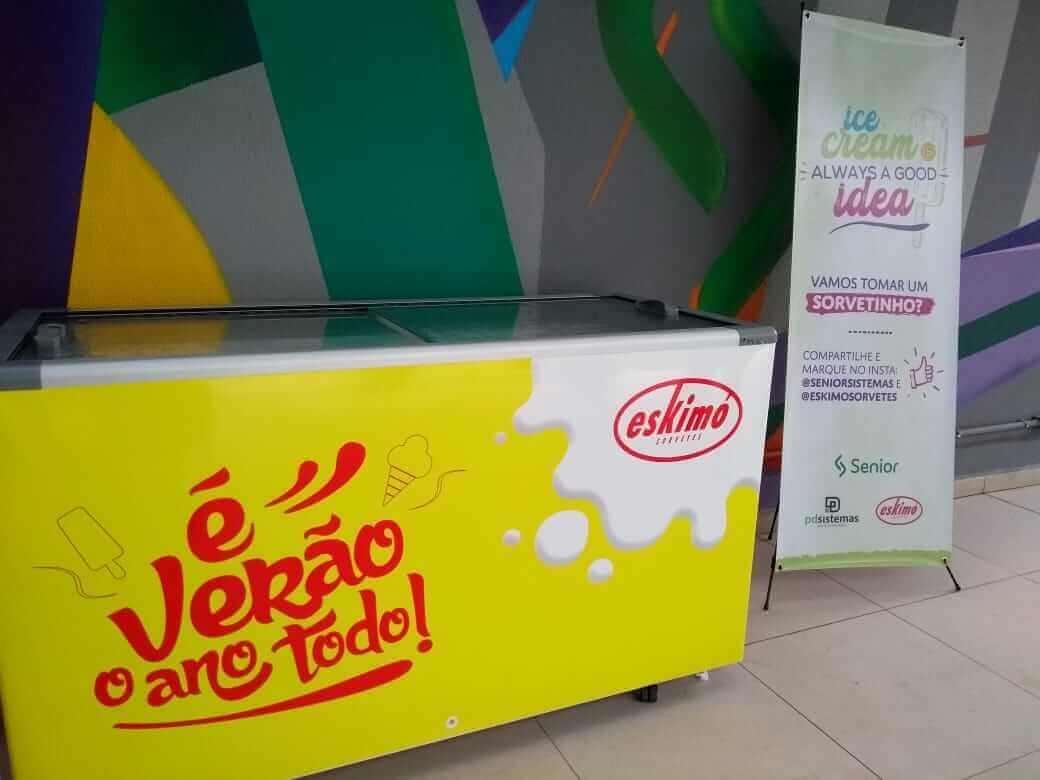 é
Verão
o ano todo!
eskimó
SORVETES
ice
cream
ALWAYS A GOOD
idea
VAMOS TOMAR UM
SORVETINHO?
COMPARTILHE E
MARQUE NO INSTA:
@SENIORSISTEMAS E
@ESKIMOSORVETES
Senior
pdsistemas
eskimó